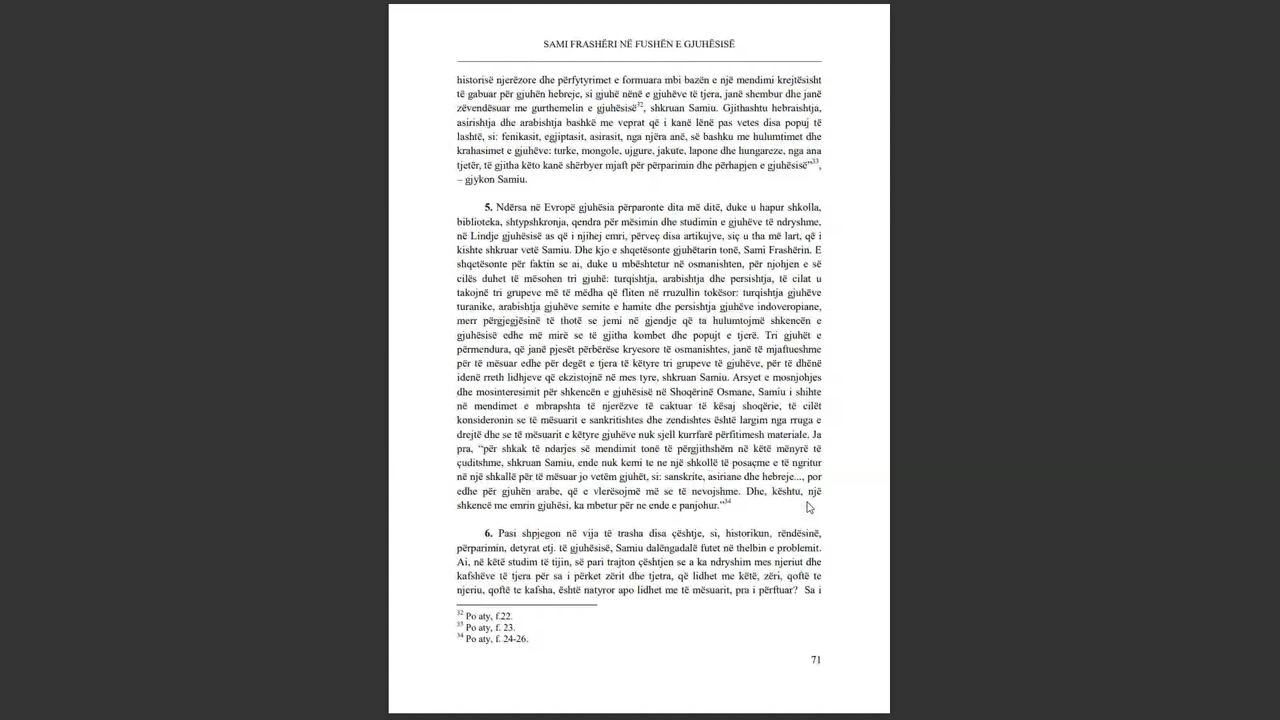 SAMI FRASHËRI NË FUSHËN E GJUHËSISË
historisë njerëzore dhe përfytyrimet e formuara mbi bazën e një mendimi krejtësisht
të gabuar për gjuhën hebreje, si gjuhë nënë e gjuhëve të tjera, janë shembur dhe janë
zëvendësuar me gurthemelin e gjuhësisë32, shkruan Samiu. Gjithashtu hebraishtja,
asirishtja dhe arabishtja bashkë me veprat që i kanë lënë pas vetes disa popuj të
lashtë, si: fenikasit, egjiptasit, asirasit, nga njëra anë, së bashku me hulumtimet dhe
krahasimet e gjuhëve: turke, mongole, ujgure, jakute, lapone dhe hungareze, nga ana
tjetër, të gjitha këto kanë shërbyer mjaft për përparimin dhe përhapjen e gjuhësisë”33,
– gjykon Samiu.
5. Ndërsa në Evropë gjuhësia përparonte dita më ditë, duke u hapur shkolla,
biblioteka, shtypshkronja, qendra për mësimin dhe studimin e gjuhëve të ndryshme,
në Lindje gjuhësisë as që i njihej emri, përveç disa artikujve, siç u tha më lart, që i
kishte shkruar vetë Samiu. Dhe kjo e shqetësonte gjuhëtarin tonë, Sami Frashërin. E
shqetësonte për faktin se ai, duke u mbështetur në osmanishten, për njohjen e së
cilës duhet të mësohen tri gjuhë: turqishtja, arabishtja dhe persishtja, të cilat u
takojnë tri grupeve më të mëdha që fliten në rruzullin tokësor: turqishtja gjuhëve
turanike, arabishtja gjuhëve semite e hamite dhe persishtja gjuhëve indoveropiane,
merr përgjegjësinë të thotë se jemi në gjendje që ta hulumtojmë shkencën e
gjuhësisë edhe më mirë se të gjitha kombet dhe popujt e tjerë. Tri gjuhët e
përmendura, që janë pjesët përbërëse kryesore të osmanishtes, janë të mjaftueshme
për të mësuar edhe për degët e tjera të këtyre tri grupeve të gjuhëve, për të dhënë
idenë rreth lidhjeve që ekzistojnë në mes tyre, shkruan Samiu. Arsyet e mosnjohjes
dhe mosinteresimit për shkencën e gjuhësisë në Shoqërinë Osmane, Samiu i shihte
në mendimet e mbrapshta të njerëzve të caktuar të kësaj shoqërie, të cilët
konsideronin se të mësuarit e sankritishtes dhe zendishtes është largim nga rruga e
drejtë dhe se të mësuarit e këtyre gjuhëve nuk sjell kurrfarë përfitimesh materiale. Ja
pra, “për shkak të ndarjes së mendimit tonë të përgjithshëm në këtë mënyrë të
çuditshme, shkruan Samiu, ende nuk kemi te ne një shkollë të posaçme e të ngritur
në një shkallë për të mësuar jo vetëm gjuhët, si: sanskrite, asiriane dhe hebreje..., por
edhe për gjuhën arabe, që e vlerësojmë më se të nevojshme. Dhe, kështu, një
shkencë me emrin gjuhësi, ka mbetur për ne ende e panjohur.”34
6. Pasi shpjegon në vija të trasha disa çështje, si, historikun, rëndësinë,
përparimin, detyrat etj. të gjuhësisë, Samiu dalëngadalë futet në thelbin e problemit.
Ai, në këtë studim të tijin, së pari trajton çështjen se a ka ndryshim mes njeriut dhe
kafshëve të tjera për sa i përket zërit dhe tjetra, që lidhet me këtë, zëri, qoftë te
njeriu, qoftë te kafsha, është natyror apo lidhet me të mësuarit, pra i përftuar? Sa i
32 Po aty, f.22.
33 Po aty, f. 23.
34 Po aty, f. 24-26.
71